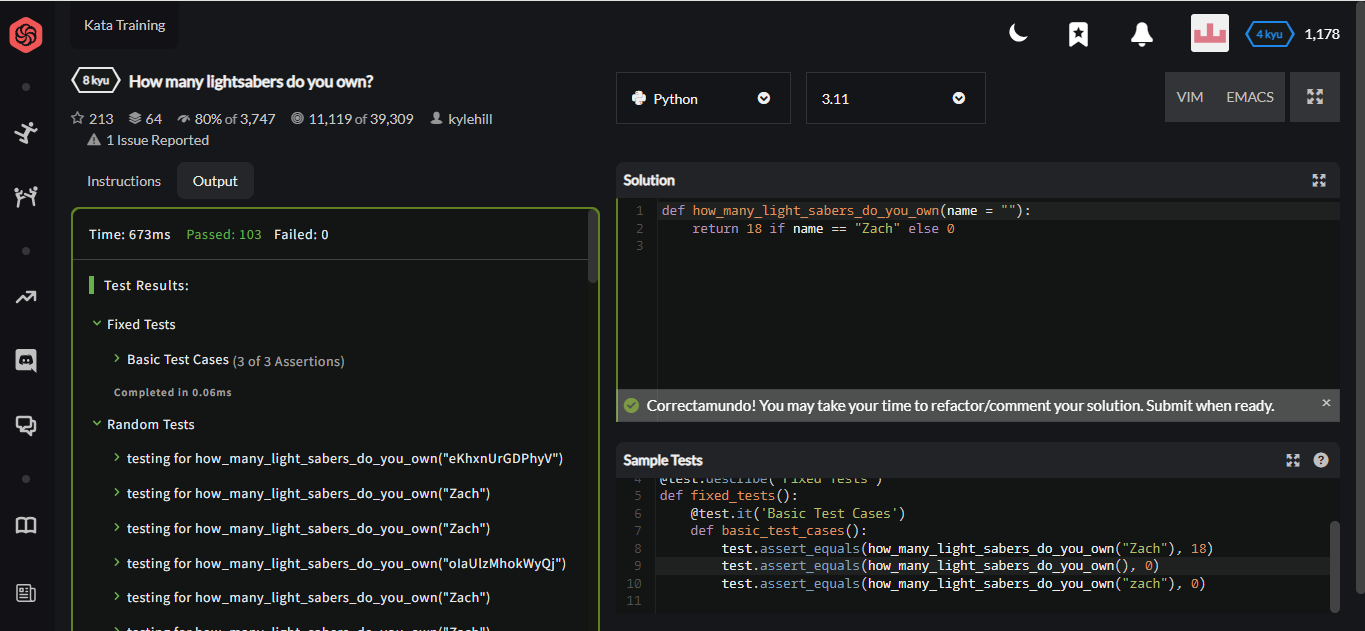 Kata Training
4 kyu 1,178
8 kyu How many lightsabers do you own?
213 64 80% of 3,747 11,119 of 39,309 kylehill
1 Issue Reported
Python 3.11 VIM EMACS
Instructions Output
Time: 673ms Passed: 103 Failed: 0
Test Results:
Fixed Tests
Basic Test Cases (3 of 3 Assertions)
Completed in 0.06ms
Random Tests
testing for how_many_light_sabers_do_you_own("eKhxnUrGDPhyV")
testing for how_many_light_sabers_do_you_own("Zach")
testing for how_many_light_sabers_do_you_own("Zach")
testing for how_many_light_sabers_do_you_own("oIaUlzMhokWyQj")
testing for how_many_light_sabers_do_you_own("Zach")
testing for how_many_light_sabers_do_you_own("Zach")
Solution
1 def how_many_light_sabers_do_you_own(name = ""):
2 return 18 if name == "Zach" else 0
3
Correctamundo! You may take your time to refactor/comment your solution. Submit when ready. ×
Sample Tests ?
4 @test.describe('Fixed Tests')
5 def fixed_tests():
6 @test.it('Basic Test Cases')
7 def basic_test_cases():
8 test.assert_equals(how_many_light_sabers_do_you_own("Zach"), 18)
9 test.assert_equals(how_many_light_sabers_do_you_own(), 0)
10 test.assert_equals(how_many_light_sabers_do_you_own("zach"), 0)
11